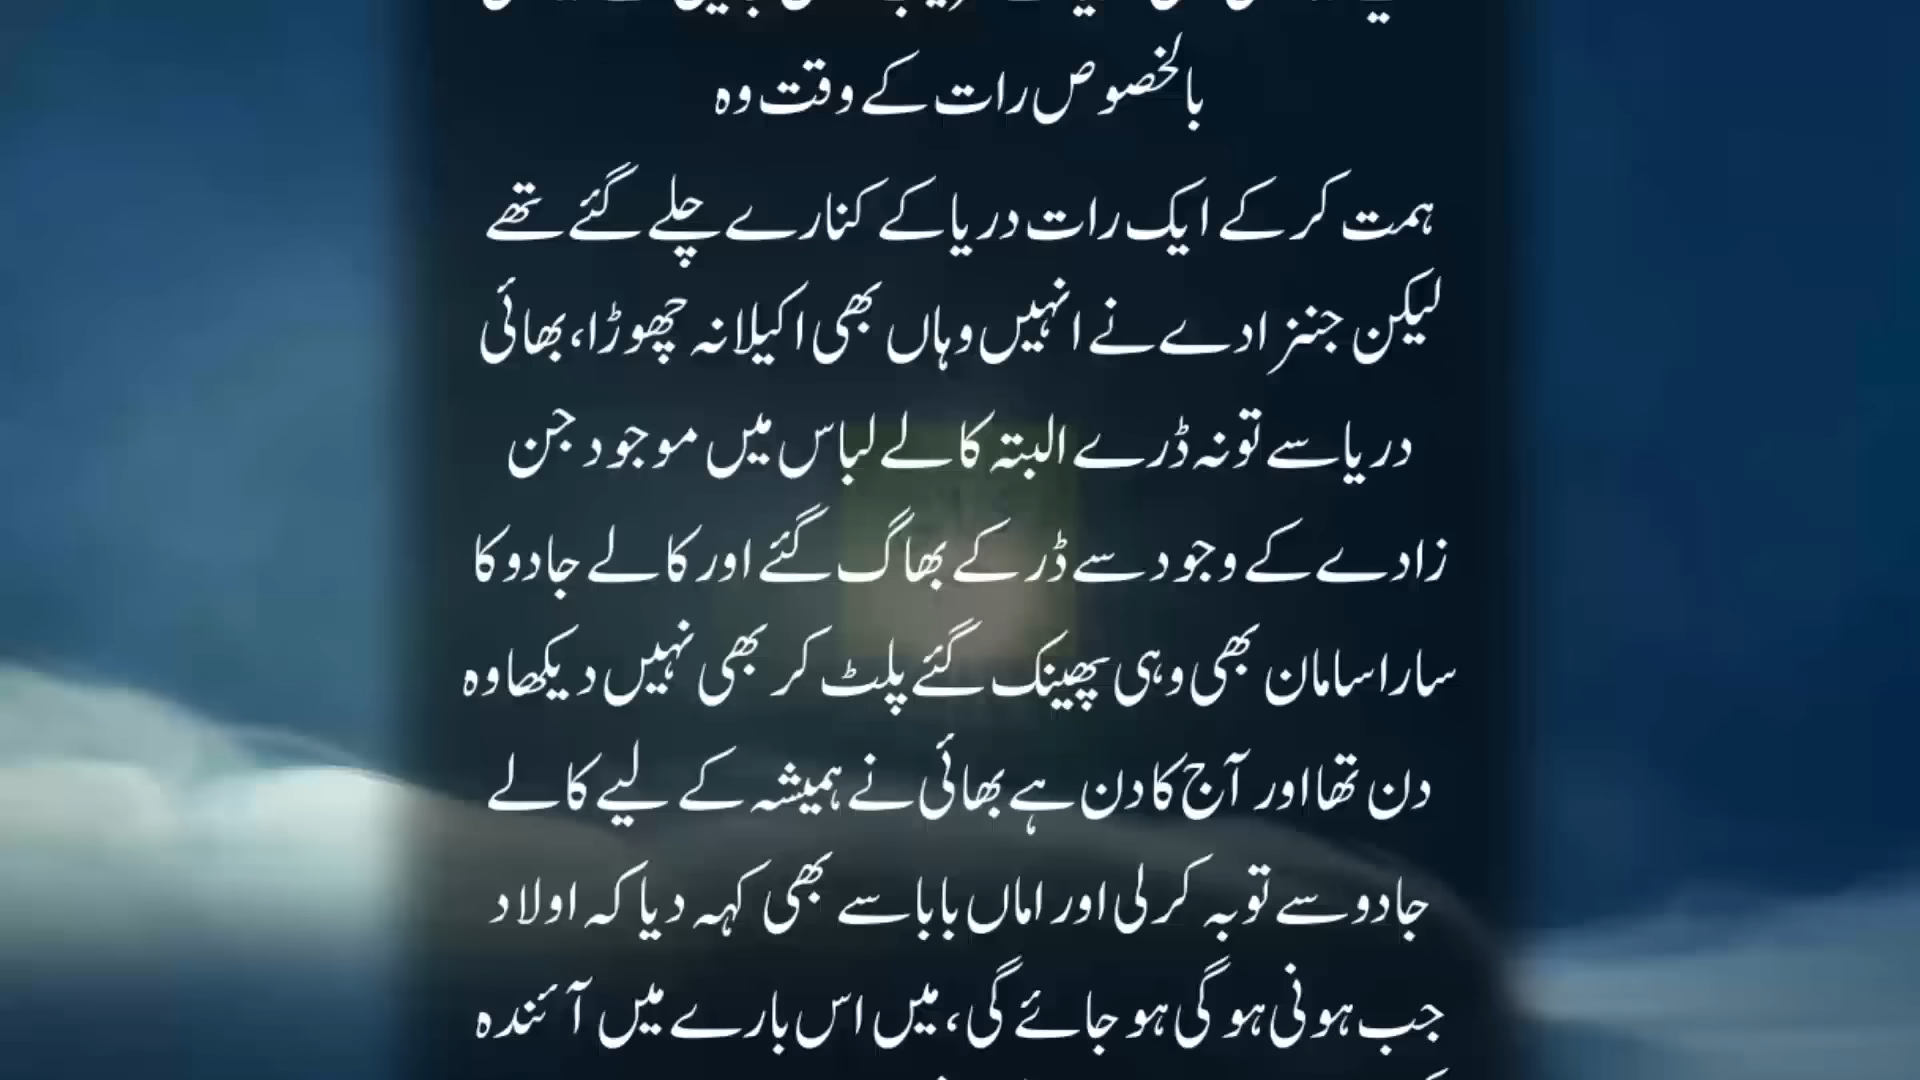 بالخصوص رات کے وقت وہ
ہمت کر کے ایک رات دریا کے کنارے چلے گئے تھے
لیکن جننزادے نے انہیں وہاں بھی اکیلا نہ چھوڑا، بھائی
دریا سے تو نہ ڈرے البتہ کالے لباس میں موجود جن
زادے کے وجود سے ڈر کے بھاگ گئے اور کالے جادو کا
سارا سامان بھی وہی پھینک گئے پلٹ کر بھی نہیں دیکھا وہ
دن تھا اور آج کا دن ہے بھائی نے ہمیشہ کے لیے کالے
جادو سے توبہ کر لی اور اماں بابا سے بھی کہہ دیا کہ اولاد
جب ہونی ہو گی ہو جائے گی، میں اس بارے میں آئندہ